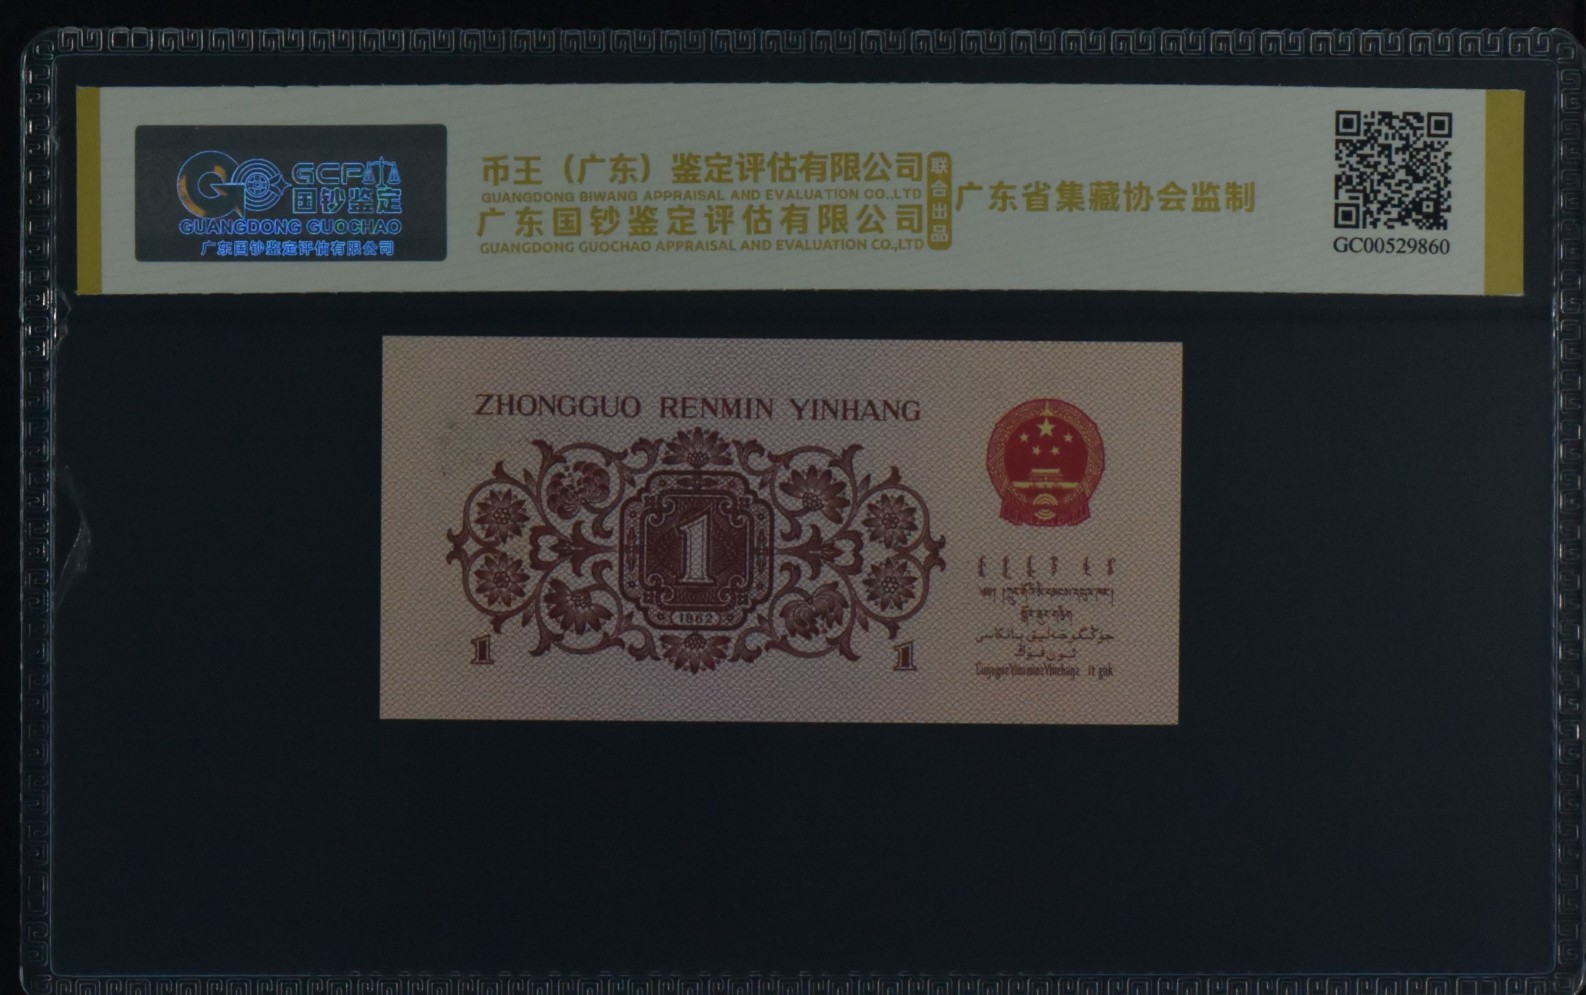 GCP
国钞鉴定
GUANGDONG GUOCHAO
广东国钞鉴定评估有限公司
币王（广东）鉴定评估有限公司
GUANGDONG BIWANG APPRAISAL AND EVALUATION CO.,LTD
广东国钞鉴定评估有限公司
GUANGDONG GUOCHAO APPRAISAL AND EVALUATION CO.,LTD
联合出品
广东省集藏协会监制
GC00529860
ZHONGGUO RENMIN YINHANG
1
1962
1
1
جۇڭگو خەلىق بانكاسى